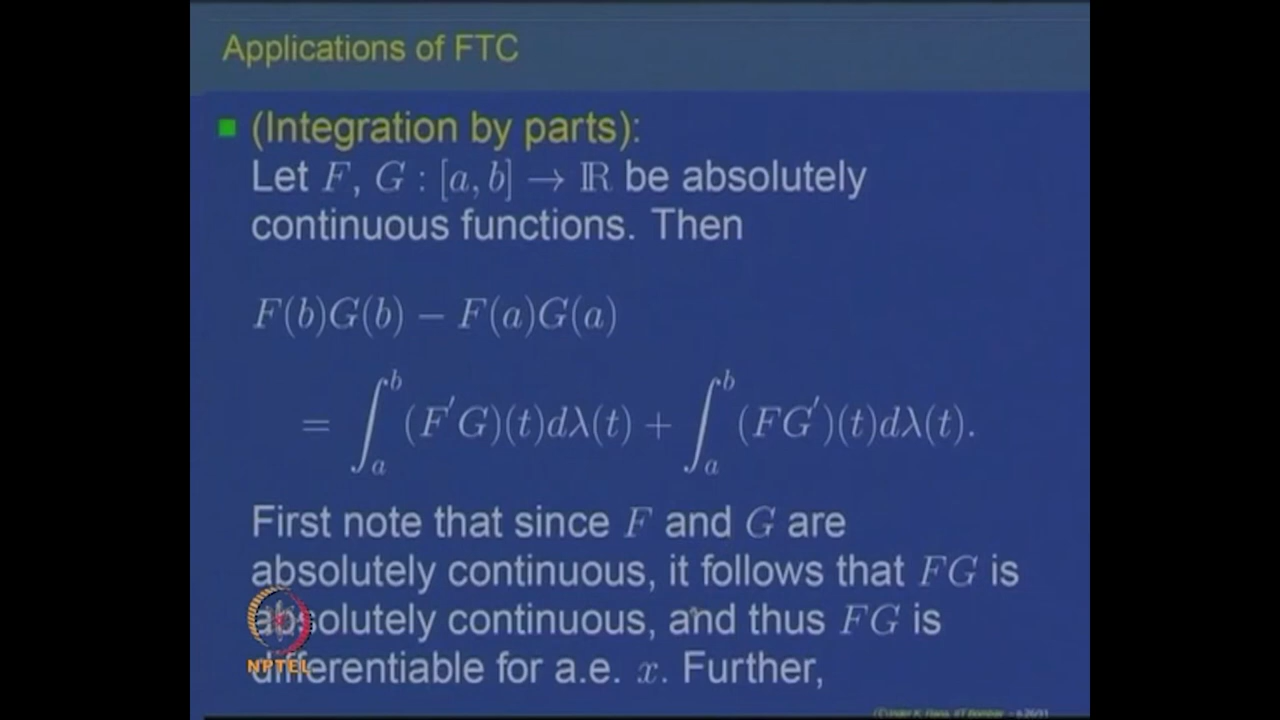 Applications of FTC
(Integration by parts):
Let F, G : [a, b] → ℝ be absolutely
continuous functions. Then
F(b)G(b) − F(a)G(a)
= ∫_a^b (F′G)(t)dλ(t) + ∫_a^b (FG′)(t)dλ(t).
First note that since F and G are
absolutely continuous, it follows that FG is
absolutely continuous, and thus FG is
differentiable for a.e. x. Further,
NPTEL